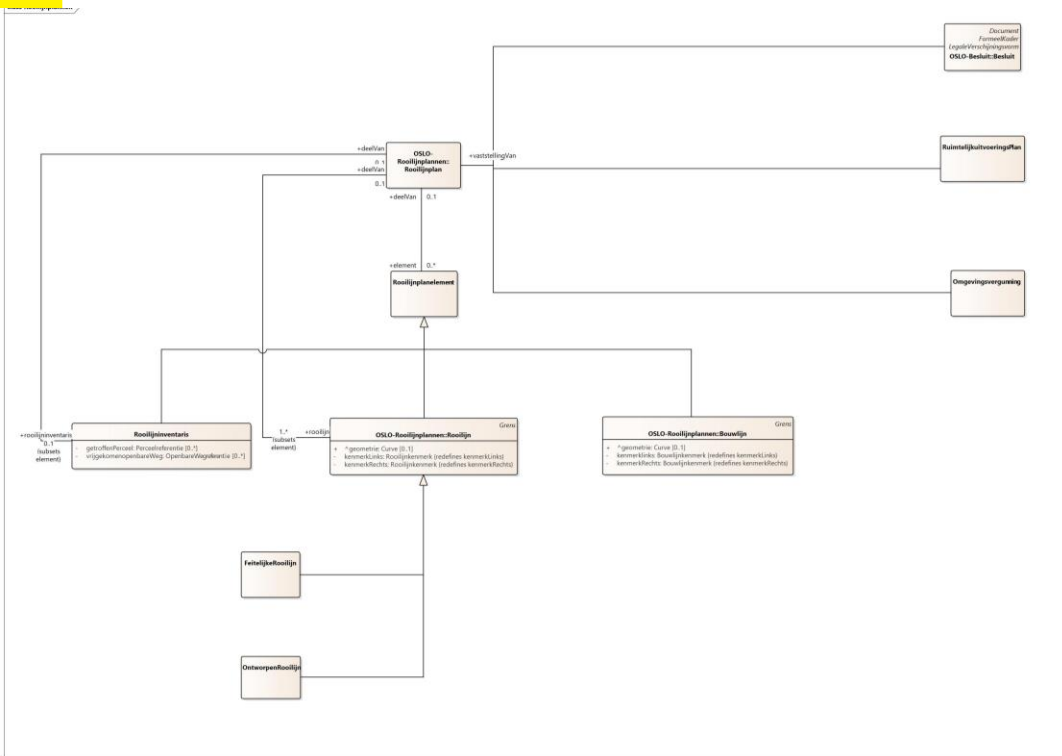 Document
FormeelKader
LegaleVerschijningsvorm
OSLO-Besluit::Besluit
+deelVan
0..1
+deelVan
0..1
OSLO-
Rooilijnplannen::
Rooilijnplan
+vaststellingVan
RuimtelijkuitvoeringsPlan
+deelVan 0..1
+element 0..*
Rooilijnplanelement
Omgevingsvergunning
+rooilijninventaris
0..1
(subsets
element)
Rooilijninventaris
- getroffenPerceel: Perceelreferentie [0..*]
- vrijgekomenopenbareWeg: [0..*]
1..* +rooilijn
(subsets
element)
Grens
OSLO-Rooilijnplannen::Rooilijn
+ ^geometrie: Curve [0..1]
- kenmerkLinks: Rooilijnkenmerk (redefines kenmerkLinks)
- kenmerkRechts: Rooilijnkenmerk (redefines kenmerkRechts)
Grens
OSLO-Rooilijnplannen::Bouwlijn
+ ^geometrie: Curve [0..1]
- kenmerklinks: Bouwlijnkenmerk (redefines kenmerkLinks)
- kenmerkRechts: Bouwlijnkenmerk (redefines kenmerkRechts)
FeitelijkeRooilijn
OntworpenRooilijn